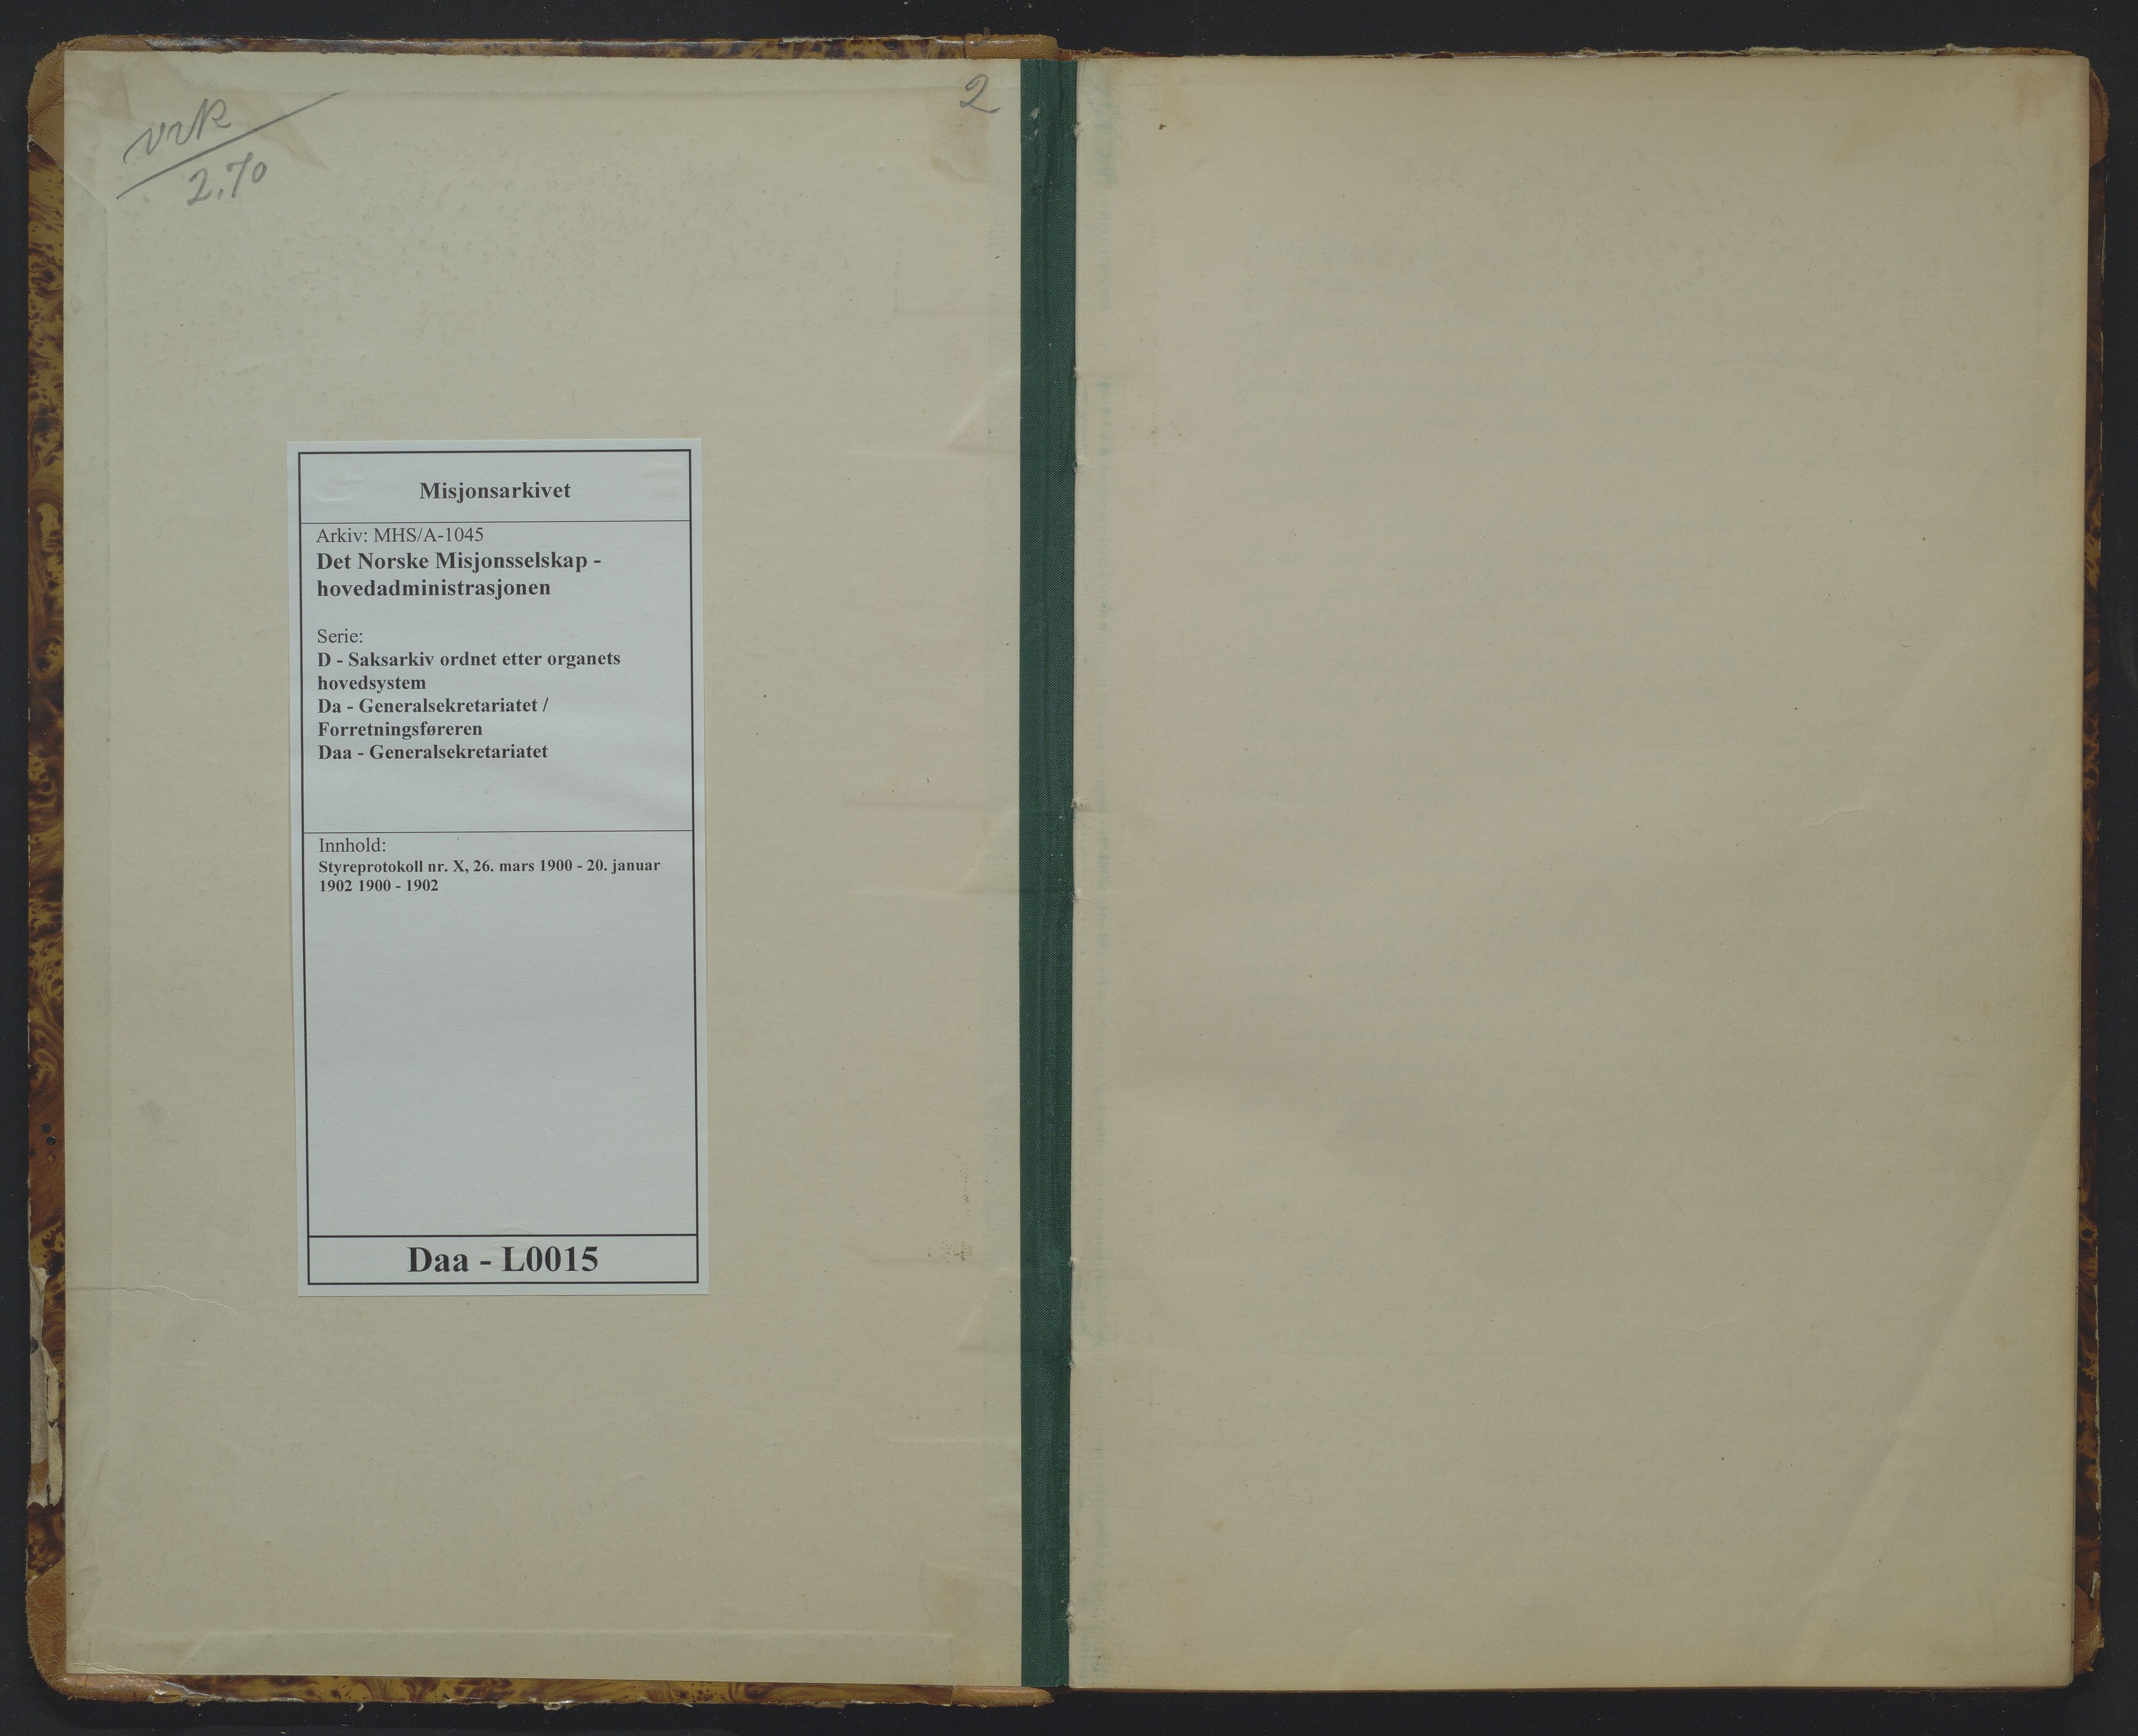 2
2.70
Misjonsarkivet
Arkiv: MHS/A-1045
Det Norske Misjonsselskap -
hovedadministrasjonen
Serie:
D - Saksarkiv ordnet etter organets
hovedsystem
Da - Generalsekretariatet /
Forretningsføreren
Daa - Generalsekretariatet
Innhold:
Styreprotokoll nr. X, 26. mars 1900 - 20. januar
1902 1900 - 1902
Daa - L0015